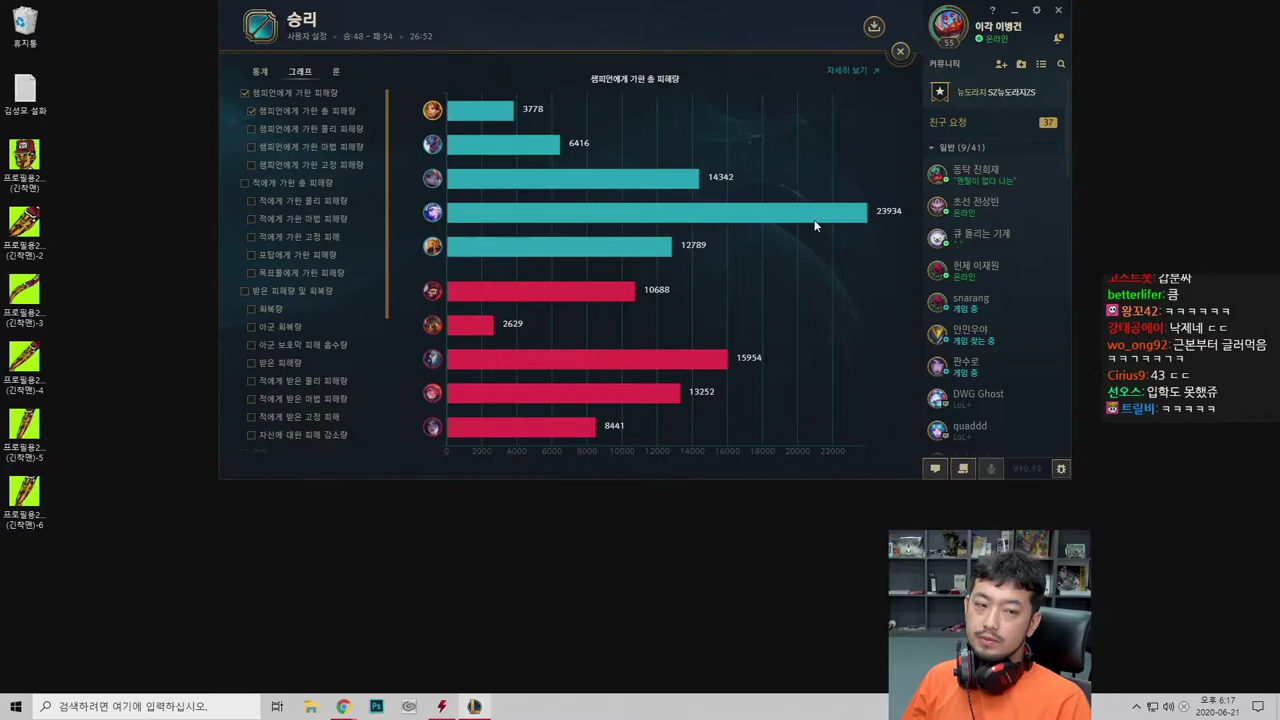 휴지통
김성모 설화
프로필용2...
(긴착맨)
프로필용2...
(긴착맨)-2
프로필용2...
(긴착맨)-3
프로필용2...
(긴착맨)-4
프로필용2...
(긴착맨)-5
프로필용2...
(긴착맨)-6
승리
사용자 설정 • 승:48 – 패:54 • 26:52
통계 그래프 룬
자세히 보기
챔피언에게 가한 총 피해량
챔피언에게 가한 피해량
챔피언에게 가한 총 피해량
챔피언에게 가한 물리 피해량
챔피언에게 가한 마법 피해량
챔피언에게 가한 고정 피해량
적에게 가한 총 피해량
적에게 가한 물리 피해량
적에게 가한 마법 피해량
적에게 가한 고정 피해
포탑에게 가한 피해량
목표물에게 가한 피해량
받은 피해량 및 회복량
회복량
아군 회복량
아군 보호막 피해 흡수량
받은 피해량
적에게 받은 물리 피해량
적에게 받은 마법 피해량
적에게 받은 고정 피해
자신에 대한 피해 감소량
3778
6416
14342
23934
12789
10688
2629
15954
13252
8441
0 2000 4000 6000 8000 10000 12000 14000 16000 18000 20000 22000
55
이각 이병건
온라인
커뮤니티
뉴도라지 SZ뉴도라지ZS
친구 요청 37
일반 (9/41)
동탁 진희재
"멘탈이 없다 나는"
초선 전상빈
온라인
큐 돌리는 기계
" "
헌제 이재원
온라인
snarang
게임 중
안민우야
게임 찾는 중
판수로
게임 중
DWG Ghost
LoL+
quaddd
LoL+
V10.12
betterlifer: 큼
왕꼬42: ㅋㅋㅋㅋㅋㅋ
강태공에이: 낙제네 ㄷㄷ
wo_ong92: 근본부터 글러먹음
ㅋㅋㅋㅋㅋㅋㅋ
Cirius9: 43 ㄷㄷ
선오스: 입학도 못했쥬
트릴비: ㅋㅋㅋㅋㅋ
검색하려면 여기에 입력하십시오.
오후 6:17
2020-06-21